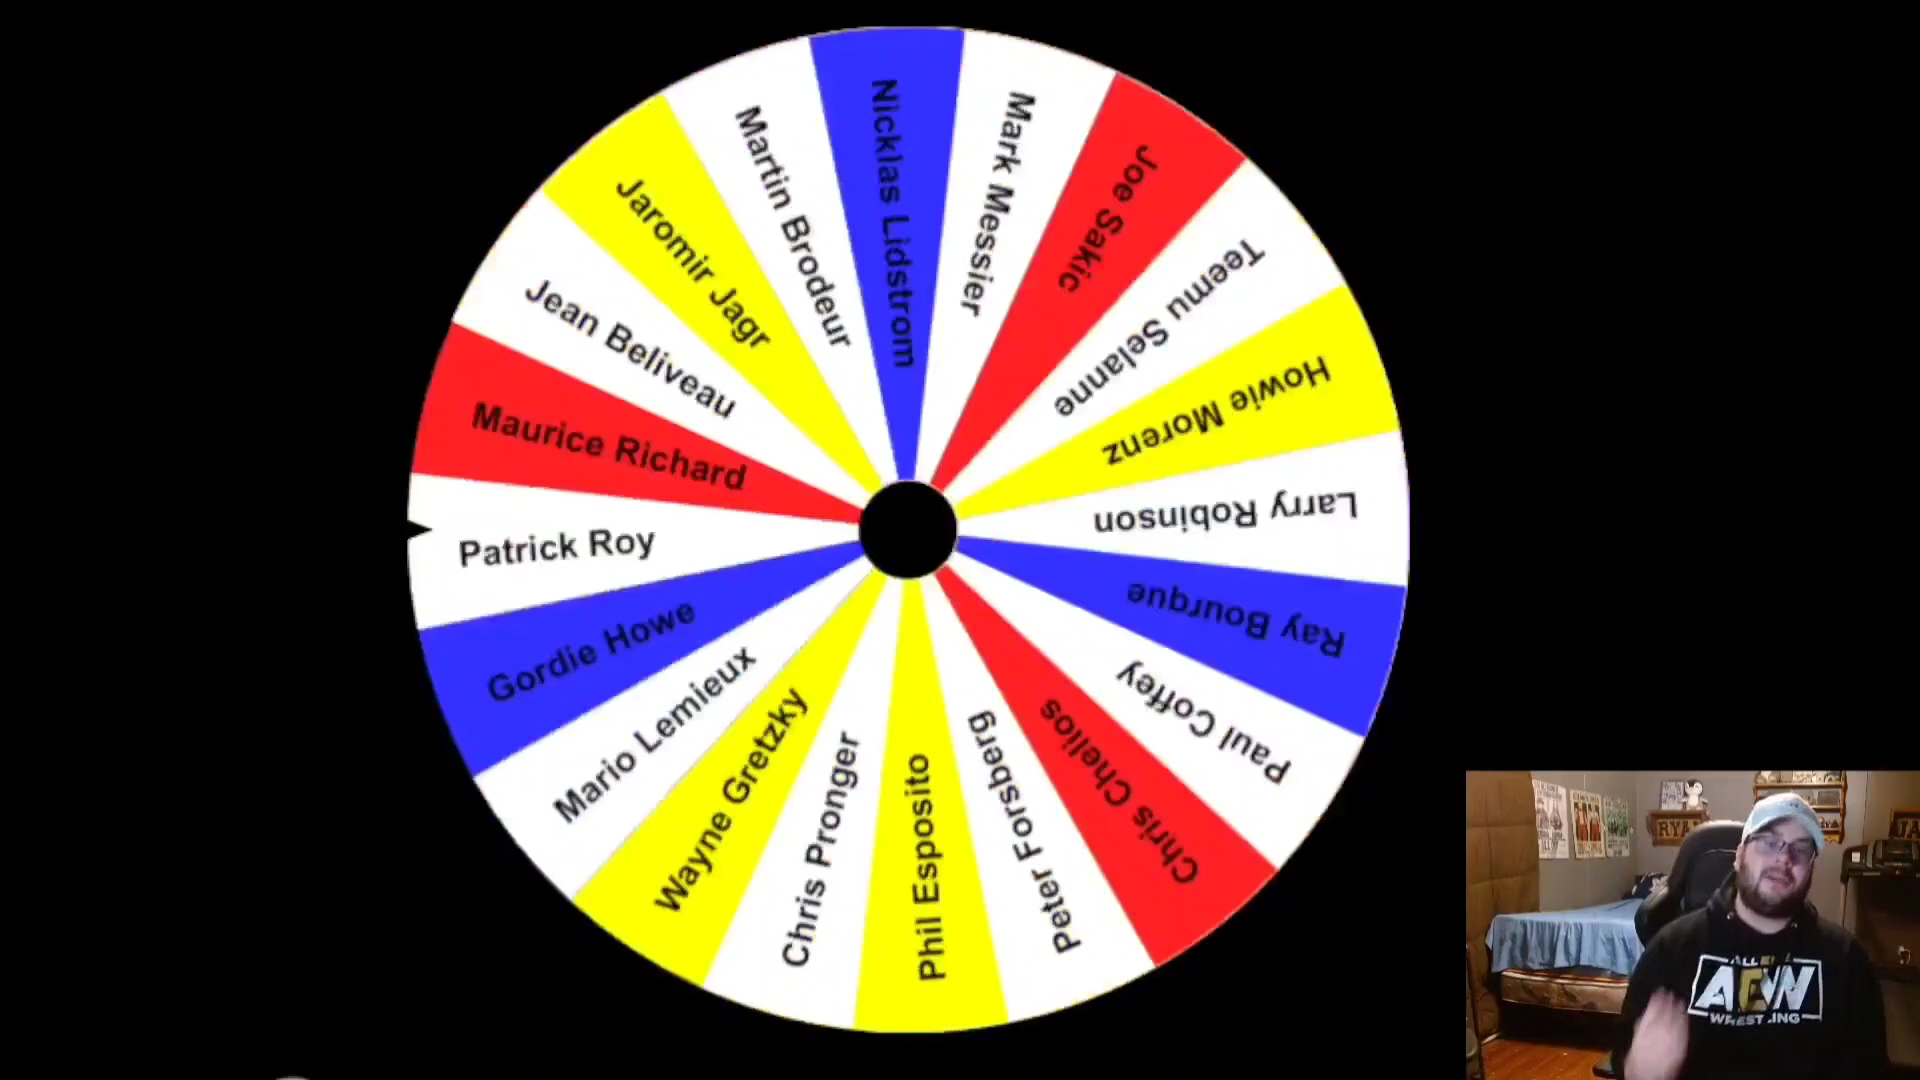 Nicklas Lidstrom
Mark Messier
Joe Sakic
Teemu Selanne
Howie Morenz
Larry Robinson
Ray Bourque
Paul Coffey
Chris Chelios
Peter Forsberg
Phil Esposito
Chris Pronger
Wayne Gretzky
Mario Lemieux
Gordie Howe
Patrick Roy
Maurice Richard
Jean Beliveau
Jaromir Jagr
Martin Brodeur
AEW